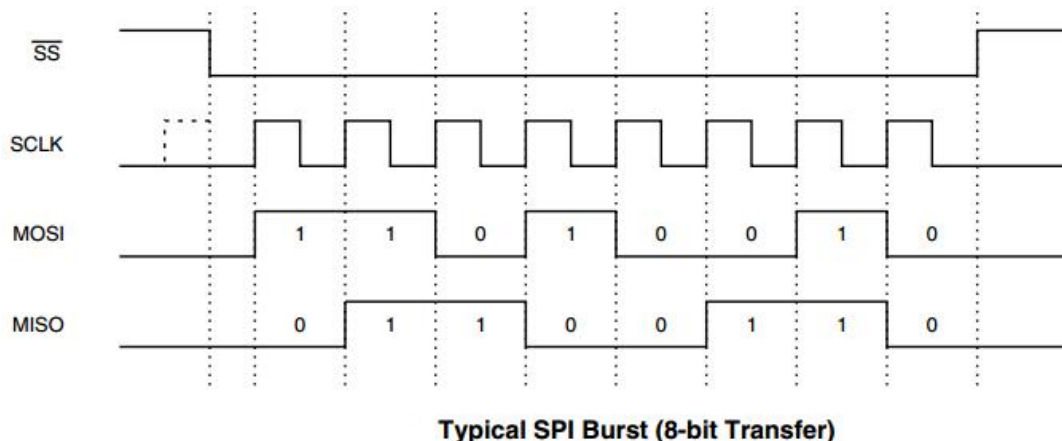 S̅S̅
SCLK
MOSI 1 1 0 1 0 0 1 0
MISO 0 1 1 0 0 1 1 0
Typical SPI Burst (8-bit Transfer)